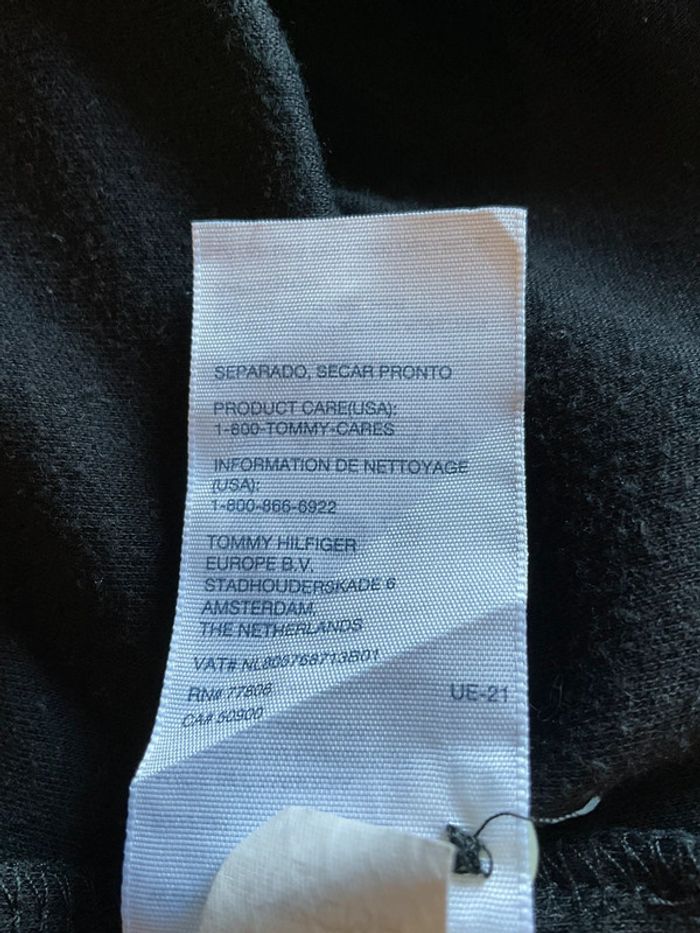 SEPARADO, SECAR PRONTO
PRODUCT CARE(USA):
1-800-TOMMY-CARES
INFORMATION DE NETTOYAGE
(USA):
1-800-866-6922
TOMMY HILFIGER
EUROPE B.V.
STADHOUDERSKADE 6
AMSTERDAM,
THE NETHERLANDS
VAT# NL806768713B01
RN# 77806
UE-21
CA# 50900